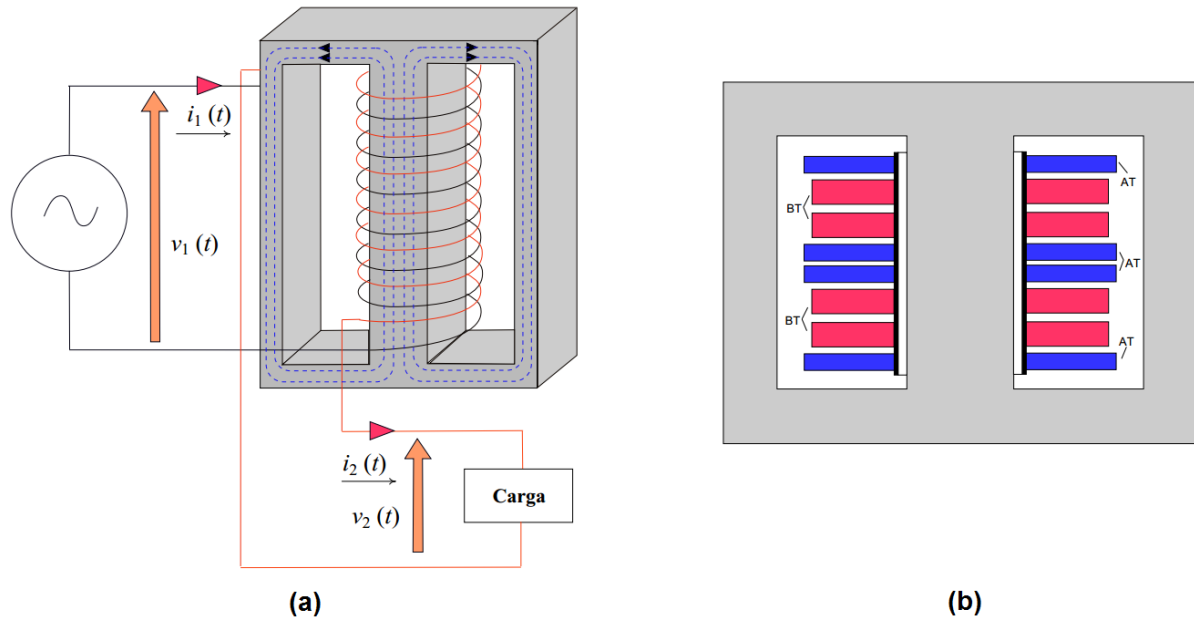 i₁ (t)
v₁ (t)
i₂ (t)
v₂ (t)
Carga
(a)
AT
BT
AT
BT
AT
(b)